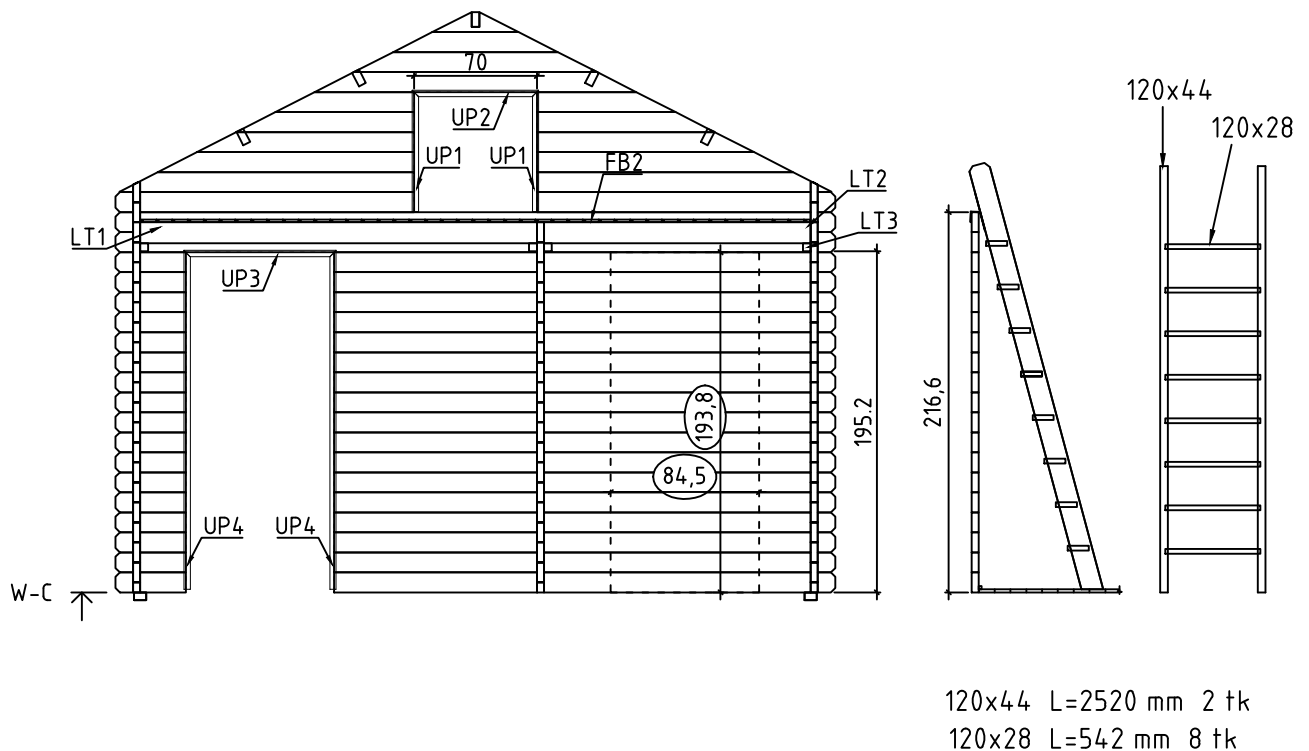 70
UP2
UP1
UP1
FB2
LT2
LT1
LT3
UP3
193,8
84,5
195.2
UP4
UP4
W-C
120x44
120x28
216,6
120x44 L=2520 mm 2 tk
120x28 L=542 mm 8 tk